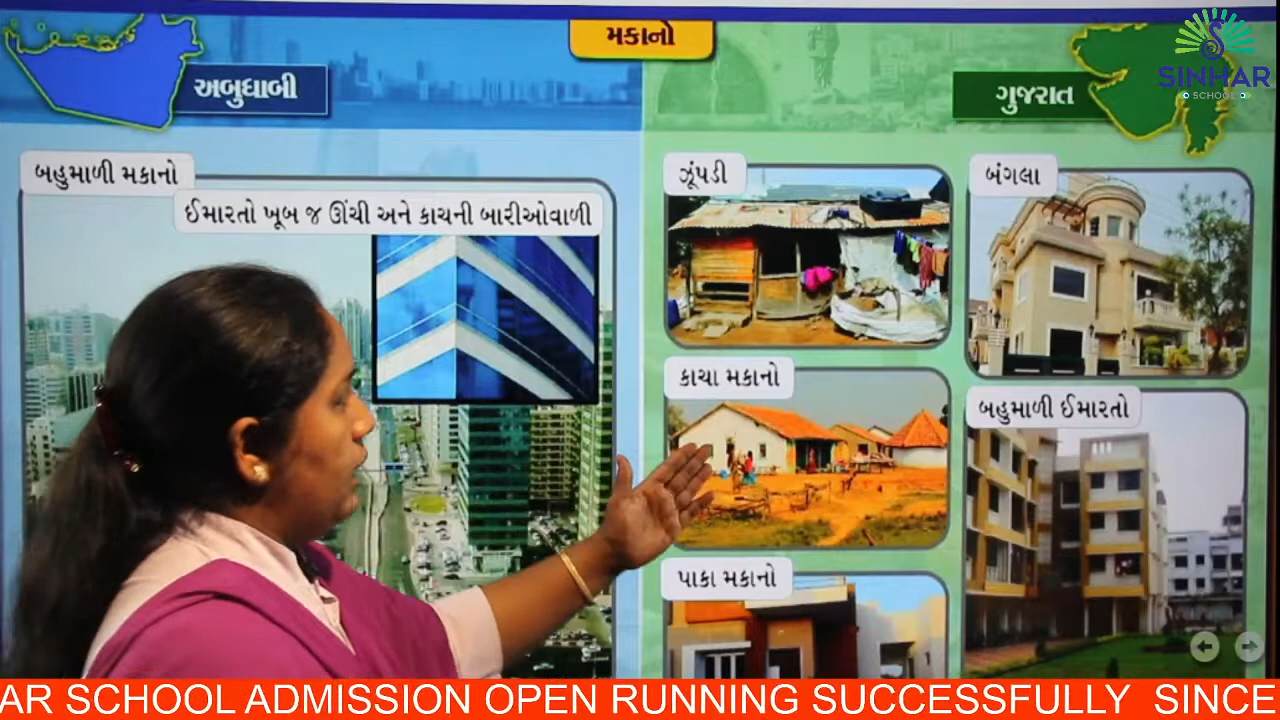 મકાનો
અબુધાબી
ગુજરાત
SINHAR
SCHOOL
બહુમાળી મકાનો
ઈમારતો ખૂબ જ ઊંચી અને કાચની બારીઓવાળી
ઝૂંપડી
બંગલા
કાચા મકાનો
બહુમાળી ઈમારતો
પાકા મકાનો
AR SCHOOL ADMISSION OPEN RUNNING SUCCESSFULLY SINCE